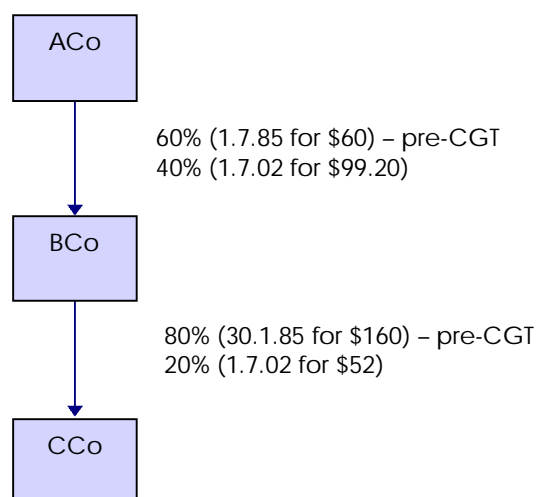 ACo
60% (1.7.85 for $60) – pre-CGT
40% (1.7.02 for $99.20)
BCo
80% (30.1.85 for $160) – pre-CGT
20% (1.7.02 for $52)
CCo